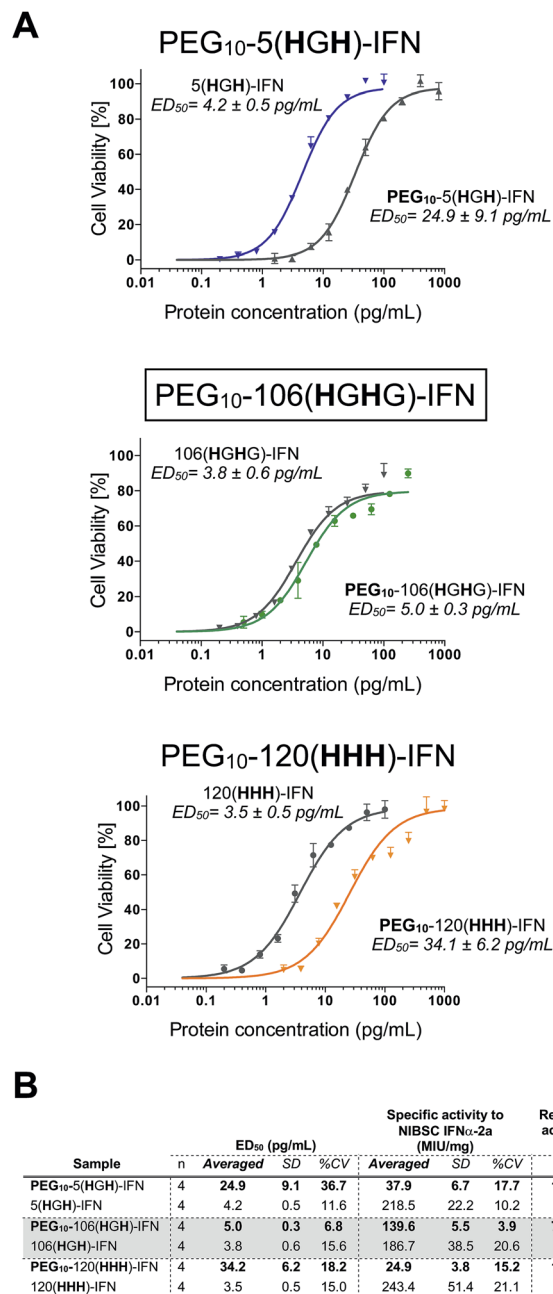 A
PEG10-5(HGH)-IFN
5(HGH)-IFN
ED50= 4.2 ± 0.5 pg/mL
PEG10-5(HGH)-IFN
ED50= 24.9 ± 9.1 pg/mL
Cell Viability [%]
100
80
60
40
20
0
0.01 0.1 1 10 100 1000
Protein concentration (pg/mL)
PEG10-106(HGHG)-IFN
106(HGHG)-IFN
ED50= 3.8 ± 0.6 pg/mL
PEG10-106(HGHG)-IFN
ED50= 5.0 ± 0.3 pg/mL
Cell Viability [%]
100
80
60
40
20
0
0.01 0.1 1 10 100 1000
Protein concentration (pg/mL)
PEG10-120(HHH)-IFN
120(HHH)-IFN
ED50= 3.5 ± 0.5 pg/mL
PEG10-120(HHH)-IFN
ED50= 34.1 ± 6.2 pg/mL
Cell Viability [%]
100
80
60
40
20
0
0.01 0.1 1 10 100 1000
Protein concentration (pg/mL)
B
Specific activity to
NIBSC IFNα-2a
ED50 (pg/mL) (MIU/mg)
Sample n Averaged SD %CV Averaged SD %CV
PEG10-5(HGH)-IFN 4 24.9 9.1 36.7 37.9 6.7 17.7
5(HGH)-IFN 4 4.2 0.5 11.6 218.5 22.2 10.2
PEG10-106(HGH)-IFN 4 5.0 0.3 6.8 139.6 5.5 3.9
106(HGH)-IFN 4 3.8 0.6 15.6 186.7 38.5 20.6
PEG10-120(HHH)-IFN 4 34.2 6.2 18.2 24.9 3.8 15.2
120(HHH)-IFN 4 3.5 0.5 15.0 243.4 51.4 21.1